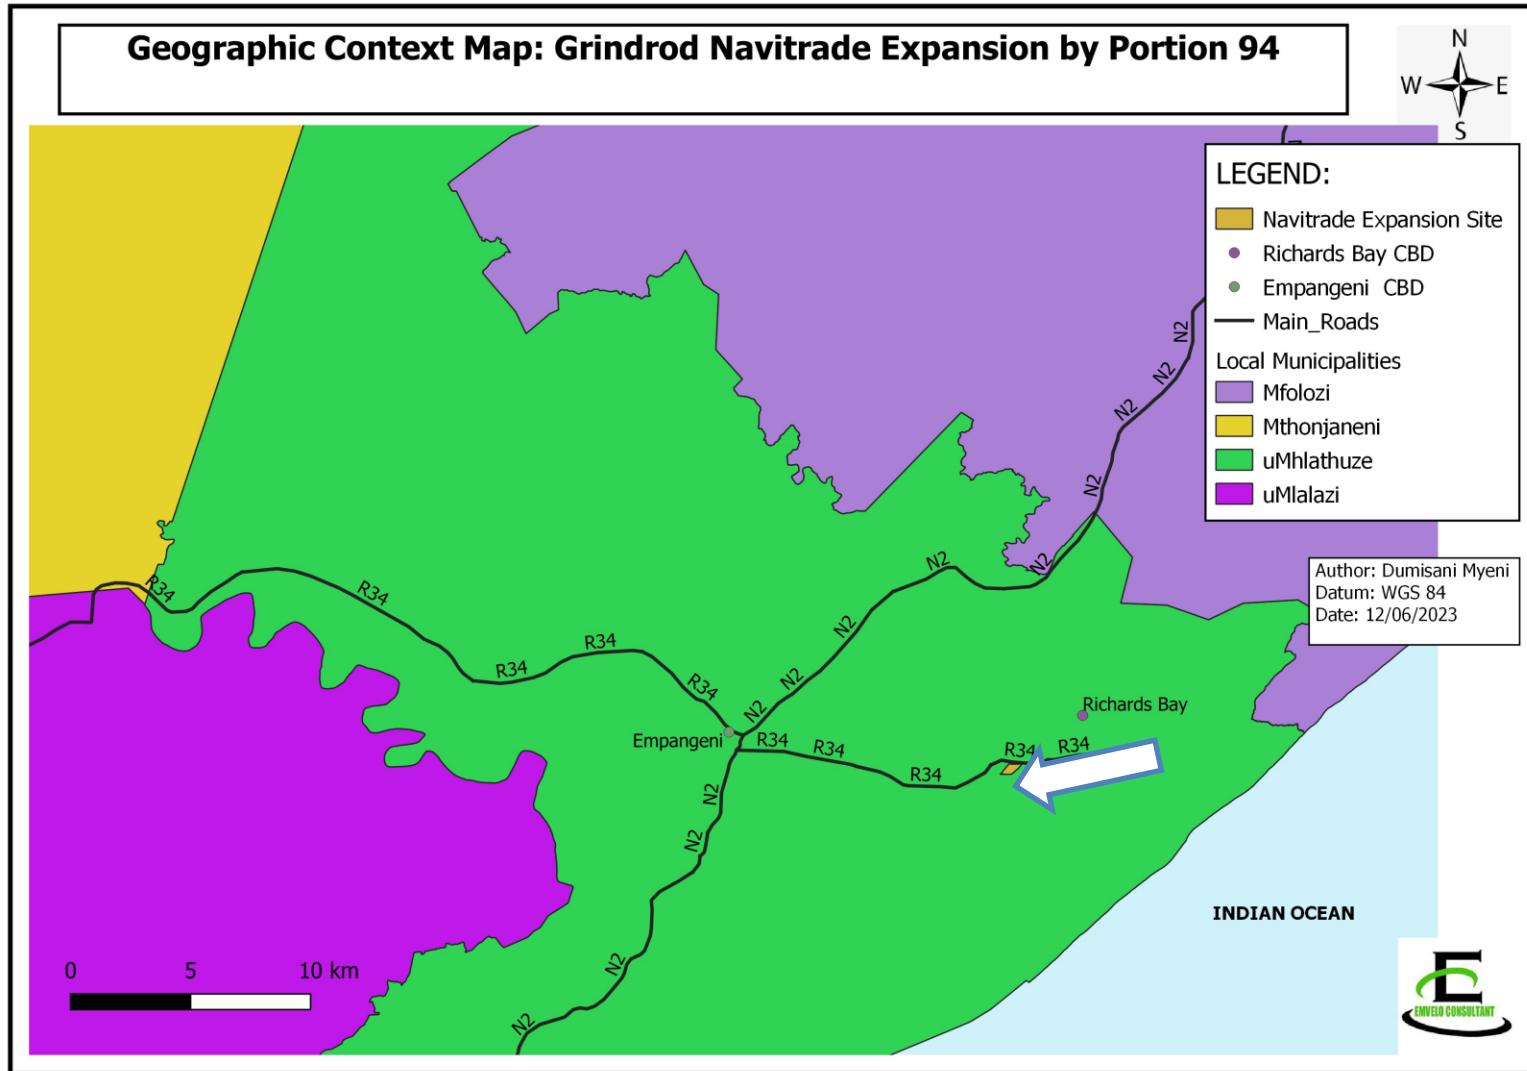 Geographic Context Map: Grindrod Navitrade Expansion by Portion 94
N
W E
S
LEGEND:
Navitrade Expansion Site
Richards Bay CBD
Empangeni CBD
Main_Roads
Local Municipalities
Mfolozi
Mthonjaneni
uMhlathuze
uMlalazi
Author: Dumisani Myeni
Datum: WGS 84
Date: 12/06/2023
N2
N2
N2
N2
N2
N2
N2
N2
N2
N2
R34
R34
R34
R34
R34
Richards Bay
Empangeni
R34
R34
R34
R34
R34
N2
N2
N2
N2
INDIAN OCEAN
0 5 10 km
E
EMVELO CONSULTANT